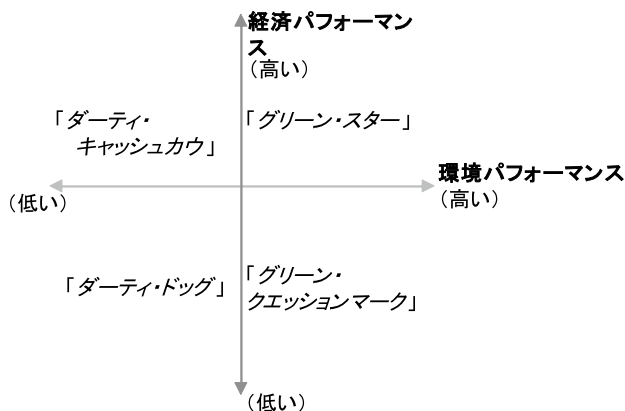 経済パフォーマン
ス
（高い）
「ダーティ・
キャッシュカウ」
「グリーン・スター」
環境パフォーマンス
（高い）
（低い）
「ダーティ・ドッグ」
「グリーン・
クエッションマーク」
（低い）